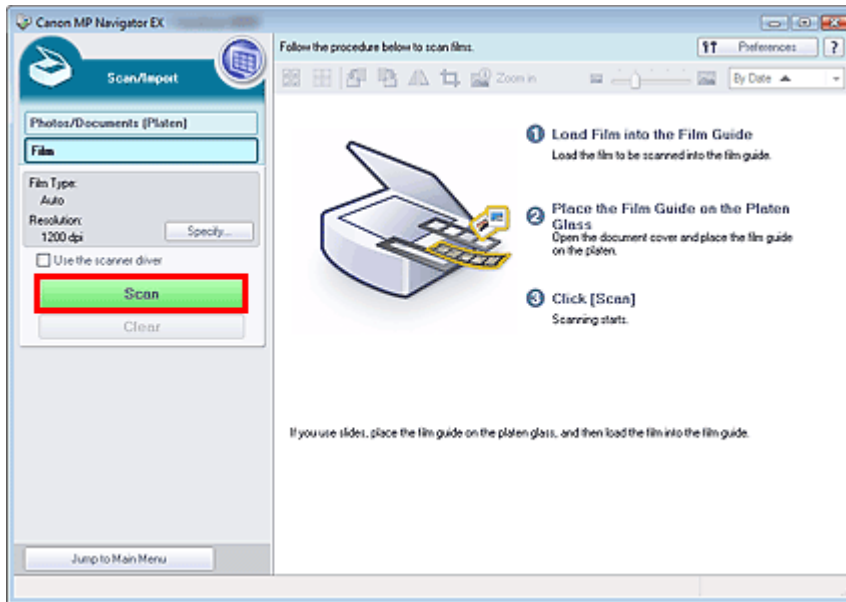 Canon MP Navigator EX
Scan/Import
Photos/Documents (Platen)
Film
Film Type:
Auto
Resolution:
1200 dpi
Specify...
Use the scanner driver
Scan
Clear
Jump to Main Menu
Follow the procedure below to scan films.
Preferences
?
Zoom in
By Date
1 Load Film into the Film Guide
Load the film to be scanned into the film guide.
2 Place the Film Guide on the Platen
Glass
Open the document cover and place the film guide
on the platen.
3 Click [Scan]
Scanning starts.
If you use slides, place the film guide on the platen glass, and then load the film into the film guide.